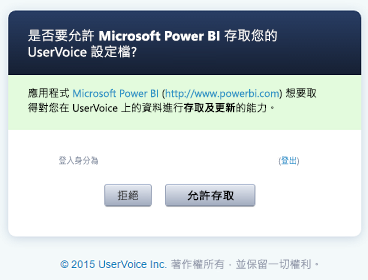 是否要允許 Microsoft Power BI 存取您的
UserVoice 設定檔?
應用程式 Microsoft Power BI (http://www.powerbi.com) 想要取
得對您在 UserVoice 上的資料進行存取及更新的能力。
登入身分為 (登出)
拒絕 允許存取
© 2015 UserVoice Inc. 著作權所有，並保留一切權利。